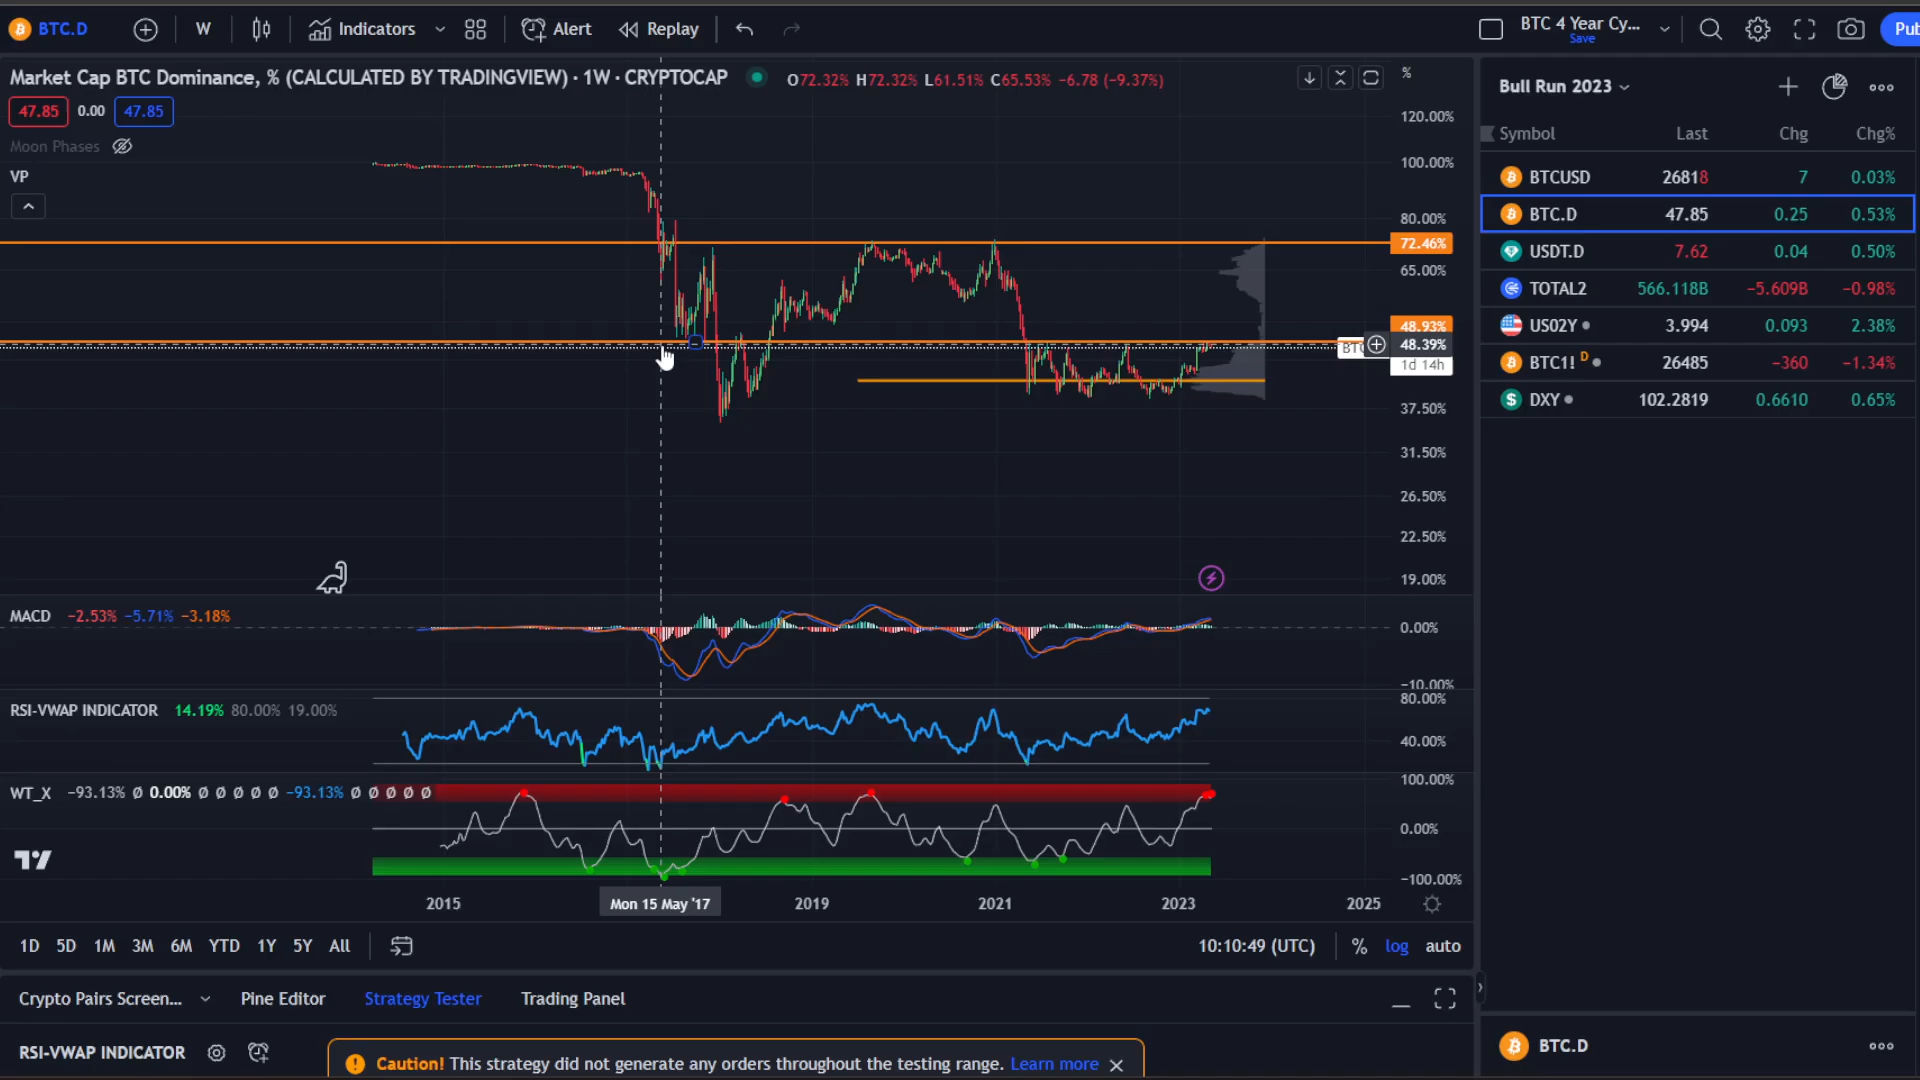 BTC.D W Indicators Alert Replay BTC 4 Year Cy... Save Pub
Market Cap BTC Dominance, % (CALCULATED BY TRADINGVIEW) · 1W · CRYPTOCAP O72.32% H72.32% L61.51% C65.53% −6.78 (−9.37%) %
47.85 0.00 47.85
Moon Phases
VP
120.00%
100.00%
80.00%
72.46%
65.00%
48.93%
48.39%
1d 14h
37.50%
31.50%
26.50%
22.50%
19.00%
MACD −2.53% −5.71% −3.18%
0.00%
−10.00%
RSI-VWAP INDICATOR 14.19% 80.00% 19.00%
80.00%
40.00%
WT_X −93.13% Ø 0.00% Ø Ø Ø Ø Ø −93.13% Ø Ø Ø Ø Ø
100.00%
0.00%
−100.00%
2015 Mon 15 May '17 2019 2021 2023 2025
1D 5D 1M 3M 6M YTD 1Y 5Y All 10:10:49 (UTC) % log auto
Crypto Pairs Screen... Pine Editor Strategy Tester Trading Panel
RSI-VWAP INDICATOR
Caution! This strategy did not generate any orders throughout the testing range. Learn more
Bull Run 2023
Symbol Last Chg Chg%
BTCUSD 26818 7 0.03%
BTC.D 47.85 0.25 0.53%
USDT.D 7.62 0.04 0.50%
TOTAL2 566.118B −5.609B −0.98%
US02Y 3.994 0.093 2.38%
BTC1! D 26485 −360 −1.34%
DXY 102.2819 0.6610 0.65%
BTC.D